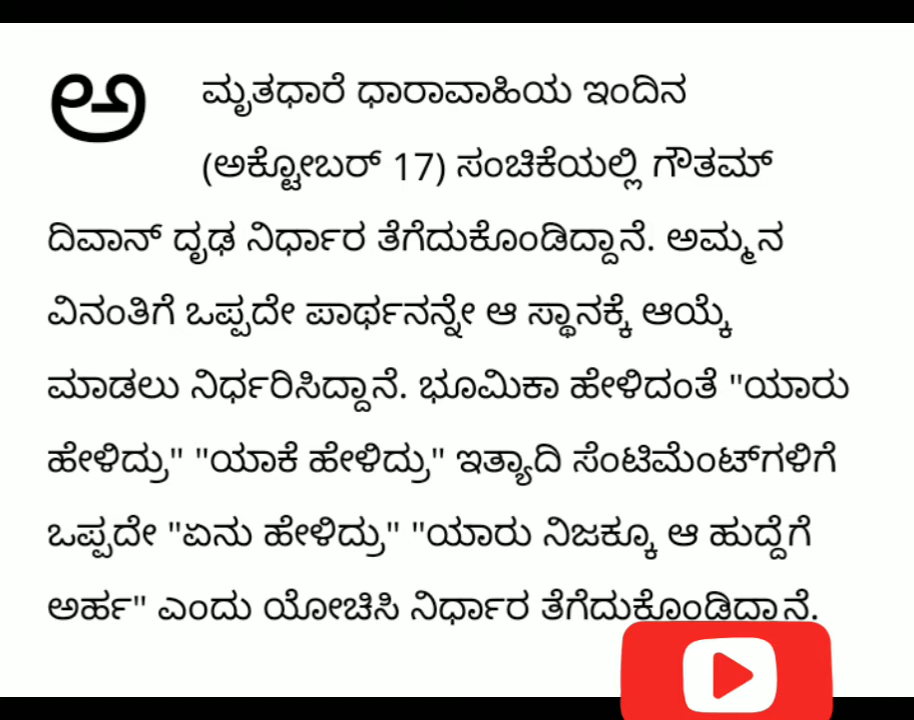 ಅಮೃತಧಾರೆ ಧಾರಾವಾಹಿಯ ಇಂದಿನ
(ಅಕ್ಟೋಬರ್ 17) ಸಂಚಿಕೆಯಲ್ಲಿ ಗೌತಮ್
ದಿವಾನ್ ದೃಢ ನಿರ್ಧಾರ ತೆಗೆದುಕೊಂಡಿದ್ದಾನೆ. ಅಮ್ಮನ
ವಿನಂತಿಗೆ ಒಪ್ಪದೇ ಪಾರ್ಥನನ್ನೇ ಆ ಸ್ಥಾನಕ್ಕೆ ಆಯ್ಕೆ
ಮಾಡಲು ನಿರ್ಧರಿಸಿದ್ದಾನೆ. ಭೂಮಿಕಾ ಹೇಳಿದಂತೆ "ಯಾರು
ಹೇಳಿದ್ರು" "ಯಾಕೆ ಹೇಳಿದ್ರು" ಇತ್ಯಾದಿ ಸೆಂಟಿಮೆಂಟ್‌ಗಳಿಗೆ
ಒಪ್ಪದೇ "ಏನು ಹೇಳಿದ್ರು" "ಯಾರು ನಿಜಕ್ಕೂ ಆ ಹುದ್ದೆಗೆ
ಅರ್ಹ" ಎಂದು ಯೋಚಿಸಿ ನಿರ್ಧಾರ ತೆಗೆದುಕೊಂಡಿದ್ದಾನೆ.